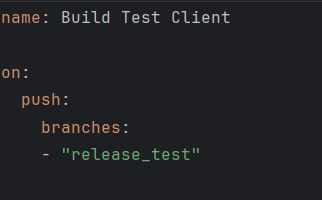 name: Build Test Client
on:
  push:
    branches:
    - "release_test"